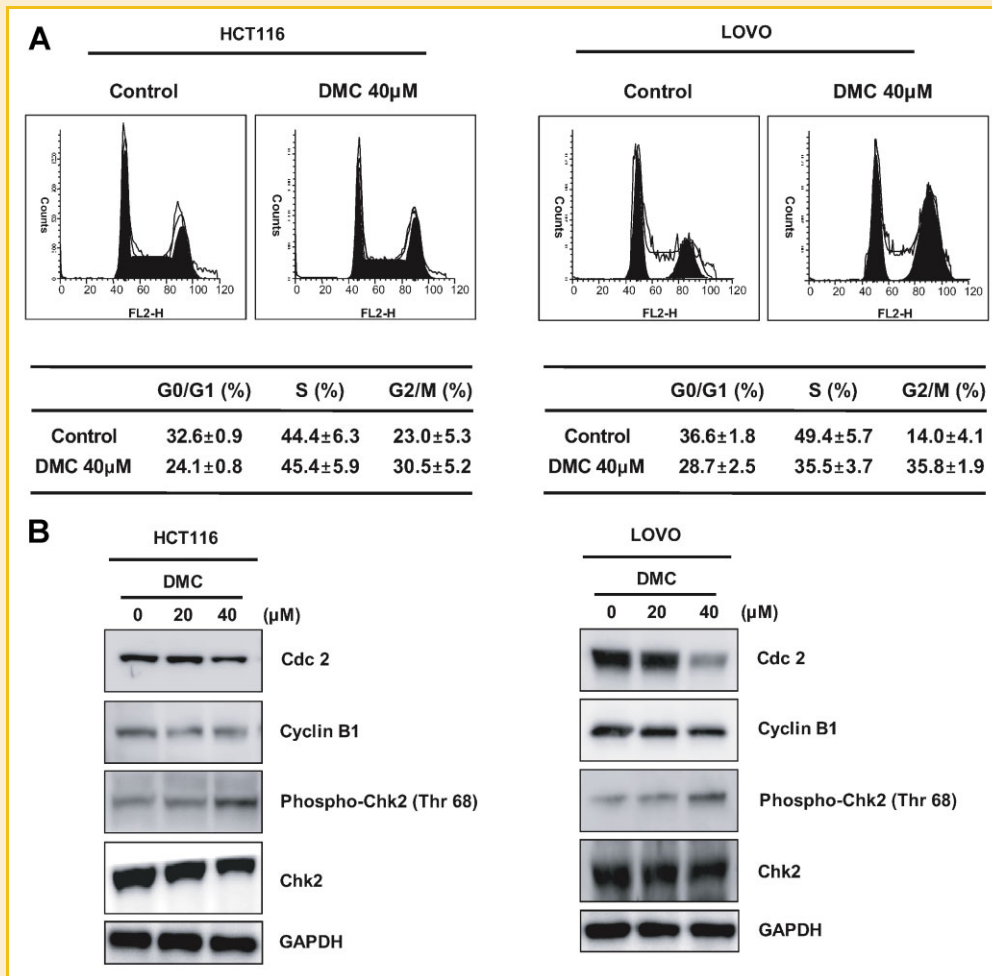 A
HCT116
LOVO
Control
DMC 40µM
Control
DMC 40µM
Counts
0 20 40 60 80 100 120
FL2-H
Counts
0 20 40 60 80 100 120
FL2-H
Counts
0 20 40 60 80 100 120
FL2-H
Counts
0 20 40 60 80 100 120
FL2-H
G0/G1 (%) S (%) G2/M (%)
Control 32.6±0.9 44.4±6.3 23.0±5.3
DMC 40µM 24.1±0.8 45.4±5.9 30.5±5.2
G0/G1 (%) S (%) G2/M (%)
Control 36.6±1.8 49.4±5.7 14.0±4.1
DMC 40µM 28.7±2.5 35.5±3.7 35.8±1.9
B
HCT116
DMC
0 20 40 (µM)
Cdc 2
Cyclin B1
Phospho-Chk2 (Thr 68)
Chk2
GAPDH
LOVO
DMC
0 20 40 (µM)
Cdc 2
Cyclin B1
Phospho-Chk2 (Thr 68)
Chk2
GAPDH